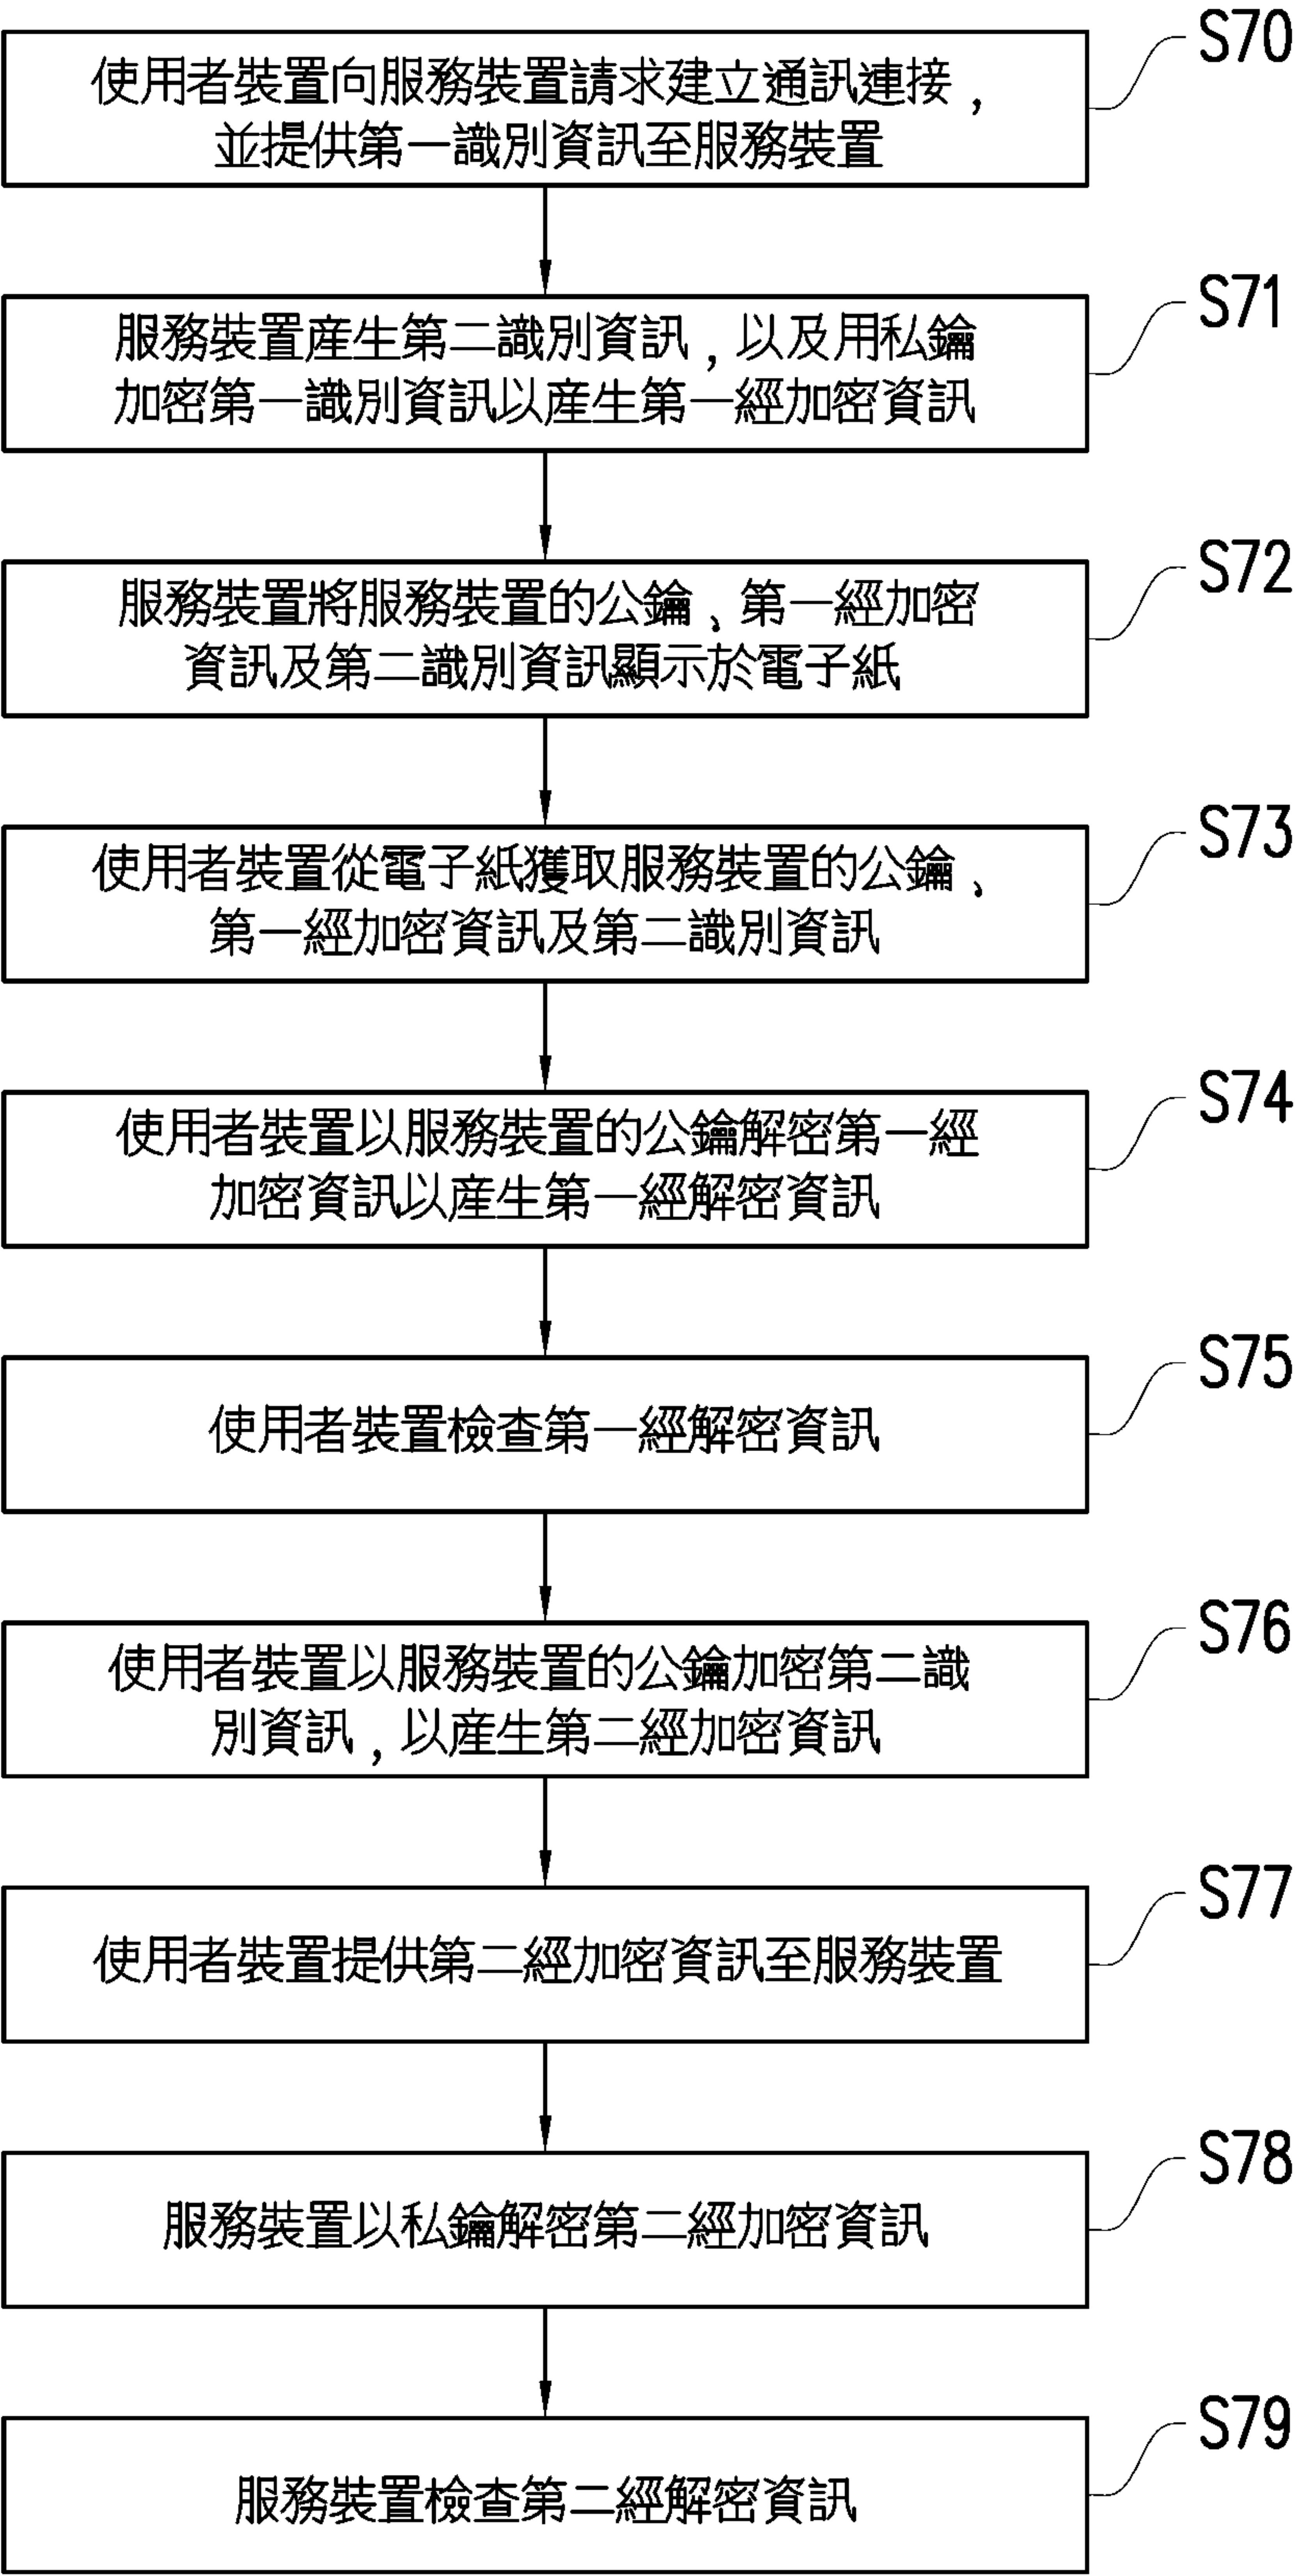 S70
使用者裝置向服務裝置請求建立通訊連接，
並提供第一識別資訊至服務裝置
S71
服務裝置產生第二識別資訊，以及用私鑰
加密第一識別資訊以產生第一經加密資訊
S72
服務裝置將服務裝置的公鑰、第一經加密
資訊及第二識別資訊顯示於電子紙
S73
使用者裝置從電子紙獲取服務裝置的公鑰、
第一經加密資訊及第二識別資訊
S74
使用者裝置以服務裝置的公鑰解密第一經
加密資訊以產生第一經解密資訊
S75
使用者裝置檢查第一經解密資訊
S76
使用者裝置以服務裝置的公鑰加密第二識
別資訊，以產生第二經加密資訊
S77
使用者裝置提供第二經加密資訊至服務裝置
S78
服務裝置以私鑰解密第二經加密資訊
S79
服務裝置檢查第二經解密資訊